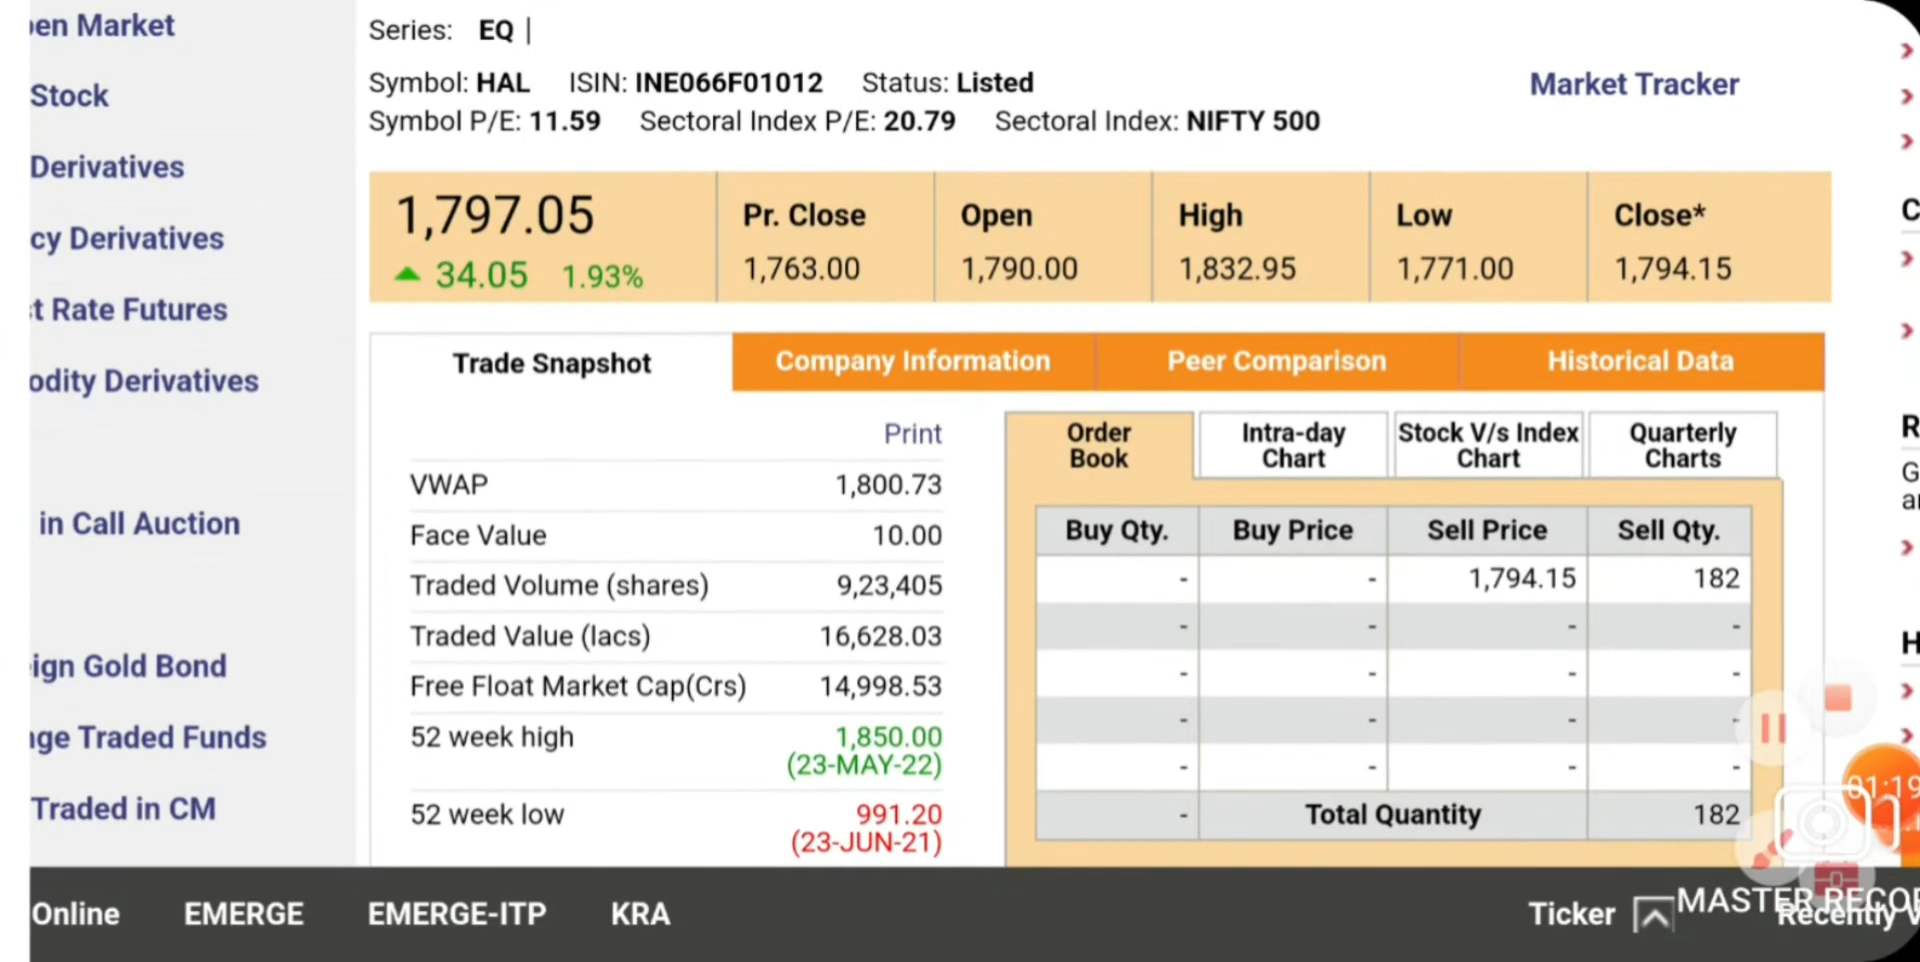 en Market
Stock
Derivatives
cy Derivatives
t Rate Futures
odity Derivatives
in Call Auction
ign Gold Bond
ge Traded Funds
Traded in CM
Series: EQ |
Symbol: HAL ISIN: INE066F01012 Status: Listed
Market Tracker
Symbol P/E: 11.59 Sectoral Index P/E: 20.79 Sectoral Index: NIFTY 500
1,797.05 Pr. Close Open High Low Close*
34.05 1.93% 1,763.00 1,790.00 1,832.95 1,771.00 1,794.15
Trade Snapshot Company Information Peer Comparison Historical Data
Print
VWAP 1,800.73
Face Value 10.00
Traded Volume (shares) 9,23,405
Traded Value (lacs) 16,628.03
Free Float Market Cap(Crs) 14,998.53
52 week high 1,850.00
(23-MAY-22)
52 week low 991.20
(23-JUN-21)
Order Book Intra-day Chart Stock V/s Index Chart Quarterly Charts
Buy Qty. Buy Price Sell Price Sell Qty.
- - 1,794.15 182
- - - -
- - - -
- - - -
- - - -
- Total Quantity 182
C
R
G
H
01:19
Online EMERGE EMERGE-ITP KRA Ticker
MASTER RECOR
Recently V